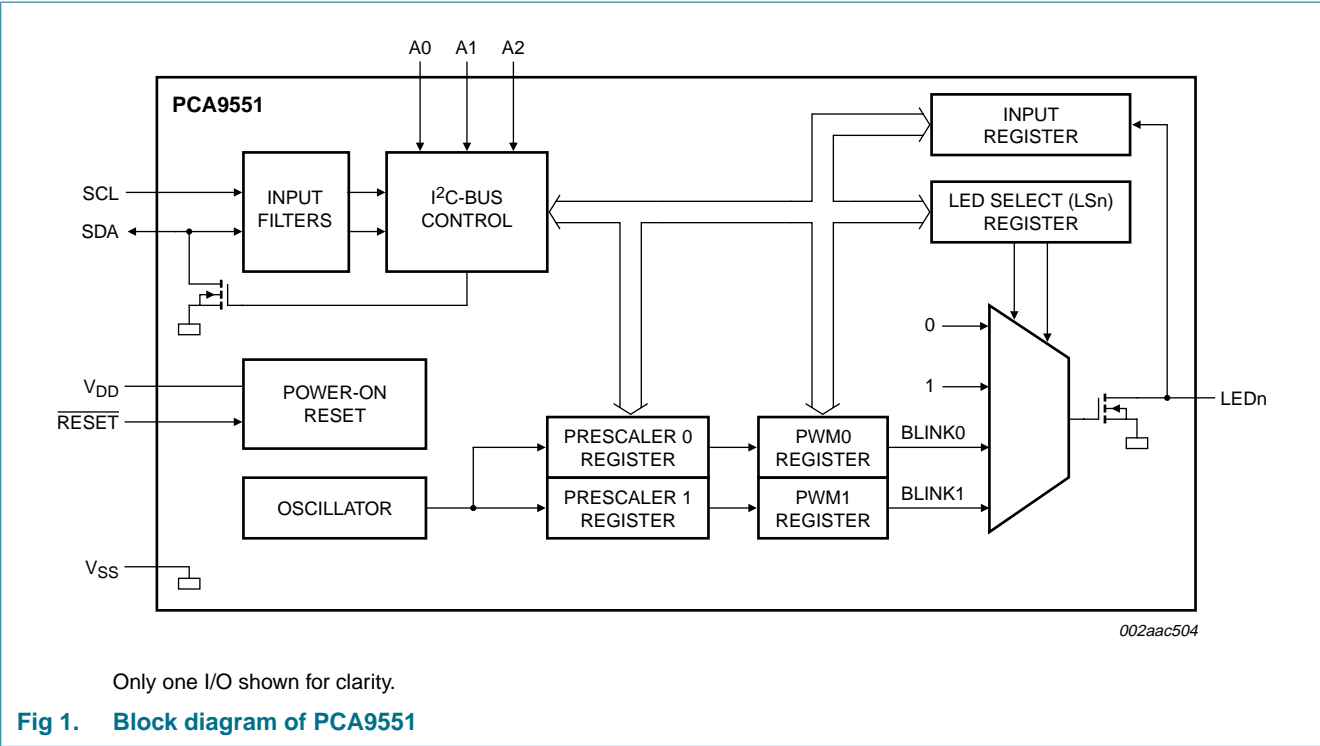 A0 A1 A2
PCA9551
SCL
SDA
INPUT
FILTERS
I²C-BUS
CONTROL
INPUT
REGISTER
LED SELECT (LSn)
REGISTER
0
1
VDD
RESET
POWER-ON
RESET
OSCILLATOR
PRESCALER 0
REGISTER
PRESCALER 1
REGISTER
PWM0
REGISTER
PWM1
REGISTER
BLINK0
BLINK1
LEDn
VSS
002aac504
Only one I/O shown for clarity.
Fig 1. Block diagram of PCA9551